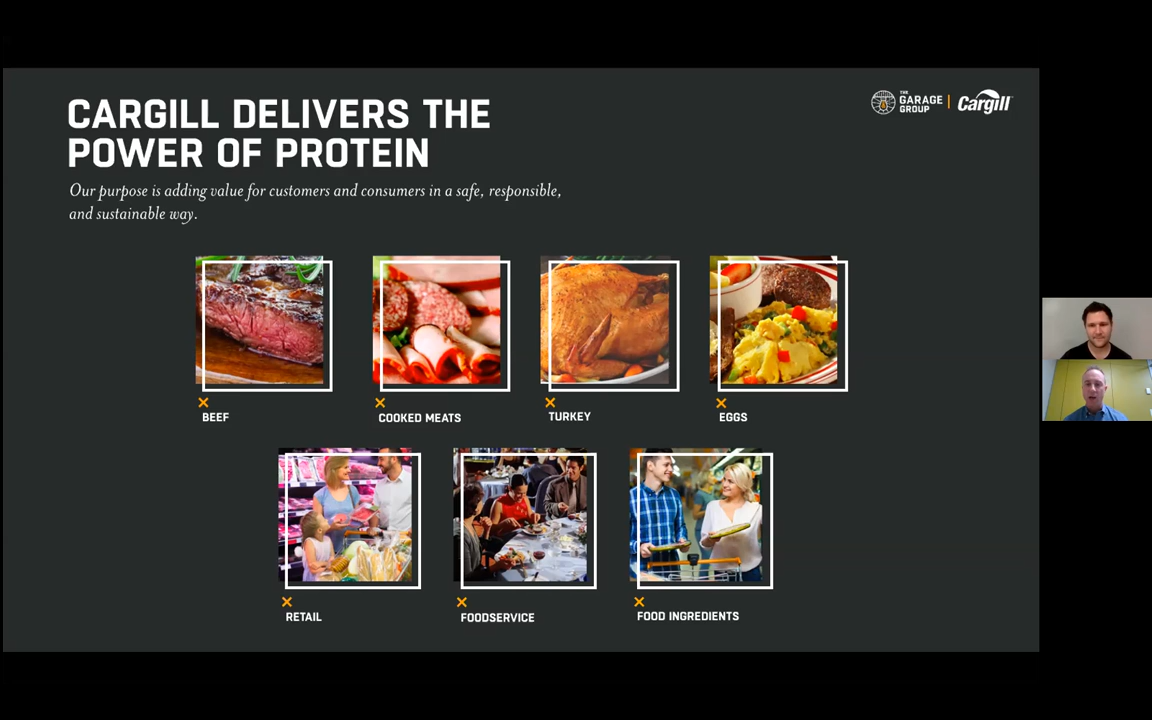 CARGILL DELIVERS THE
POWER OF PROTEIN
Our purpose is adding value for customers and consumers in a safe, responsible,
and sustainable way.
THE
GARAGE
GROUP
Cargill™
BEEF
COOKED MEATS
TURKEY
EGGS
RETAIL
FOODSERVICE
FOOD INGREDIENTS